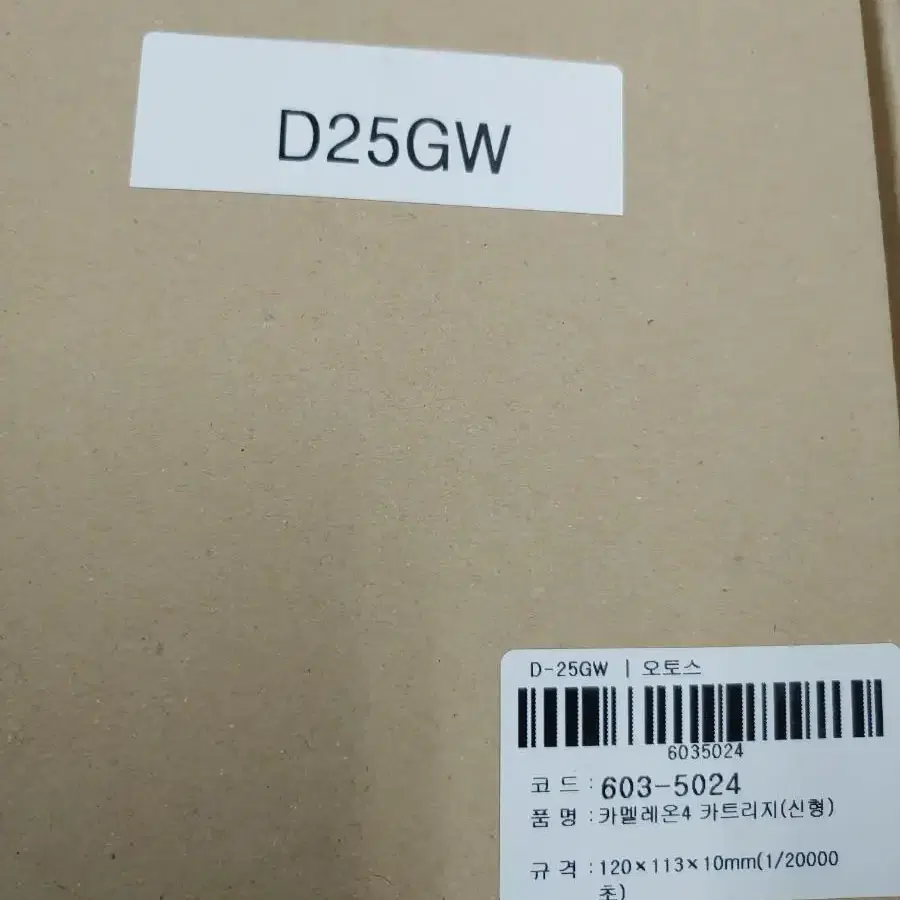 D25GW
D-25GW | 오토스
6035024
코 드 : 603-5024
품 명 : 카멜레온4 카트리지(신형)
규 격 : 120×113×10mm(1/20000
초)